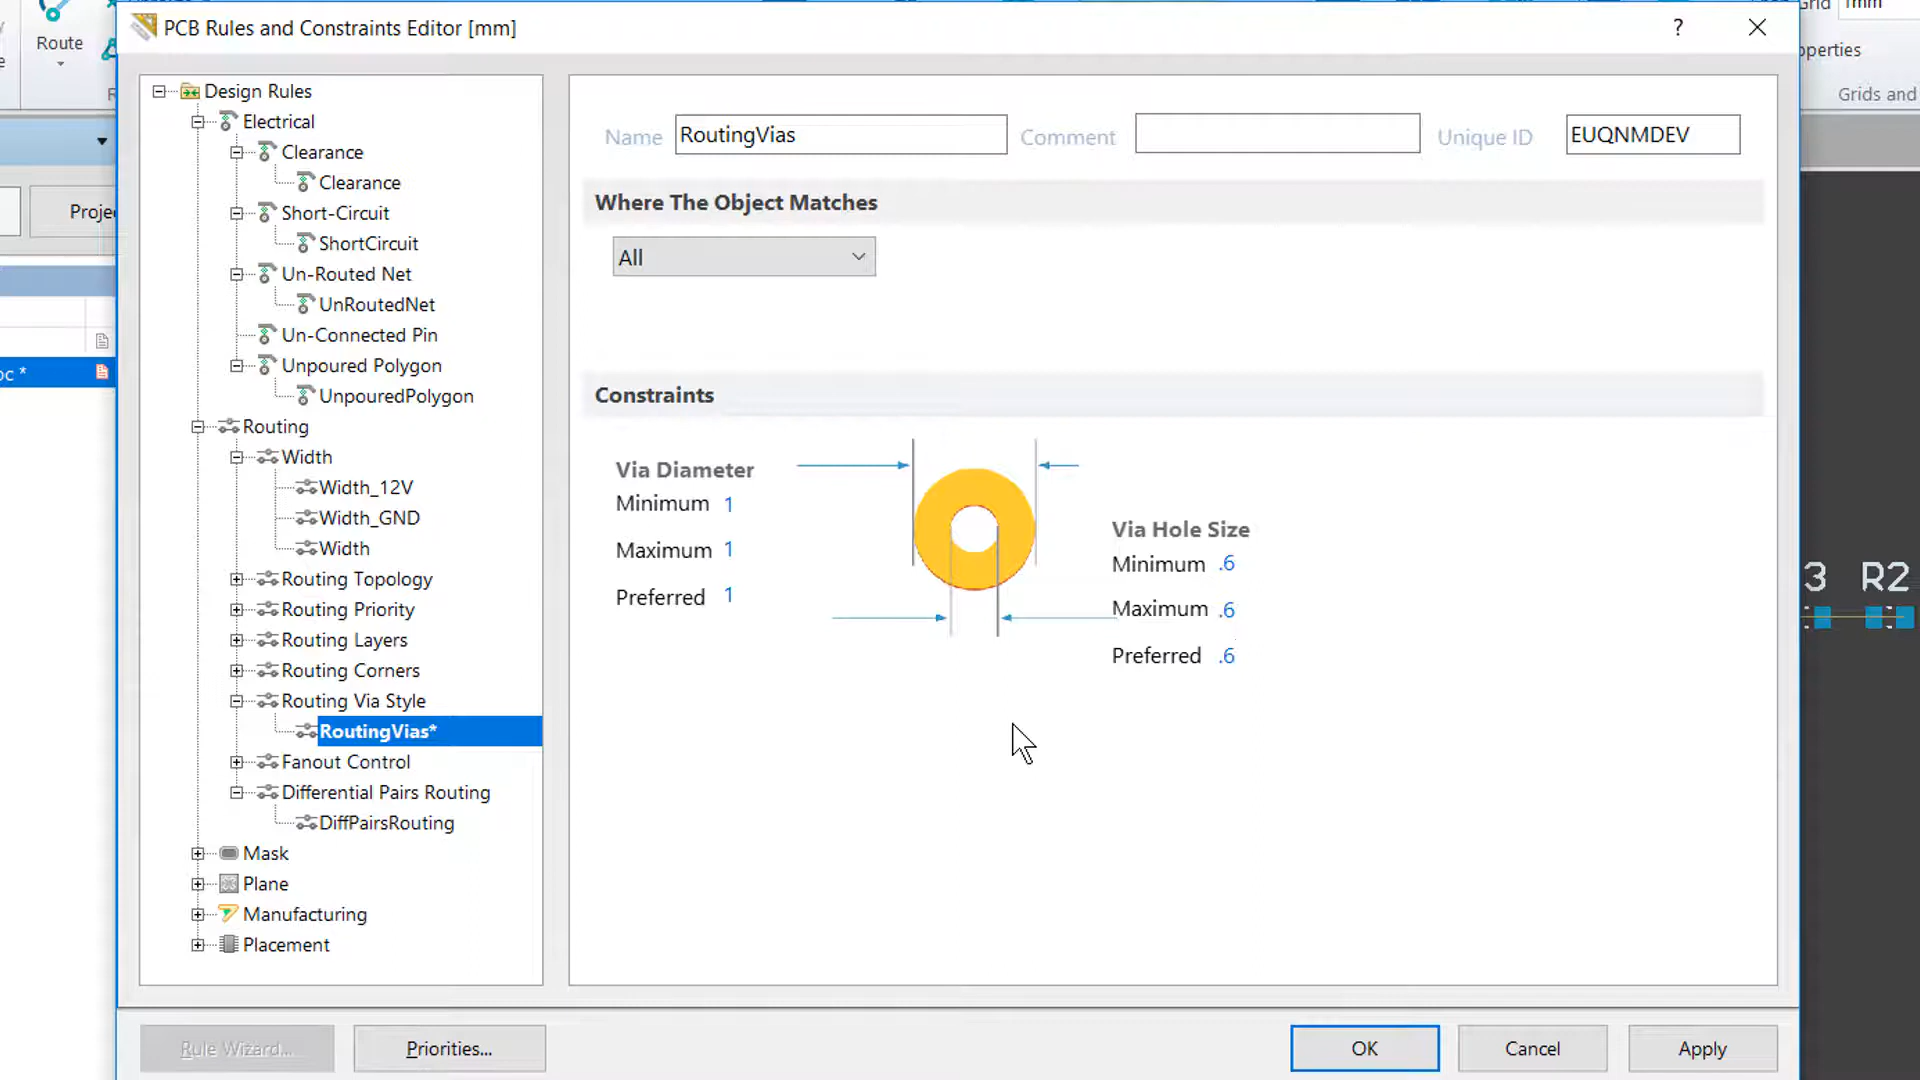 PCB Rules and Constraints Editor [mm]
?
Route
Grid 1mm
Grids and
Proje
oc *
Design Rules
Electrical
Clearance
Clearance
Short-Circuit
ShortCircuit
Un-Routed Net
UnRoutedNet
Un-Connected Pin
Unpoured Polygon
UnpouredPolygon
Routing
Width
Width_12V
Width_GND
Width
Routing Topology
Routing Priority
Routing Layers
Routing Corners
Routing Via Style
RoutingVias*
Fanout Control
Differential Pairs Routing
DiffPairsRouting
Mask
Plane
Manufacturing
Placement
Name RoutingVias Comment Unique ID EUQNMDEV
Where The Object Matches
All
Constraints
Via Diameter
Minimum 1
Maximum 1
Preferred 1
Via Hole Size
Minimum .6
Maximum .6
Preferred .6
3 R2
Rule Wizard...
Priorities...
OK
Cancel
Apply